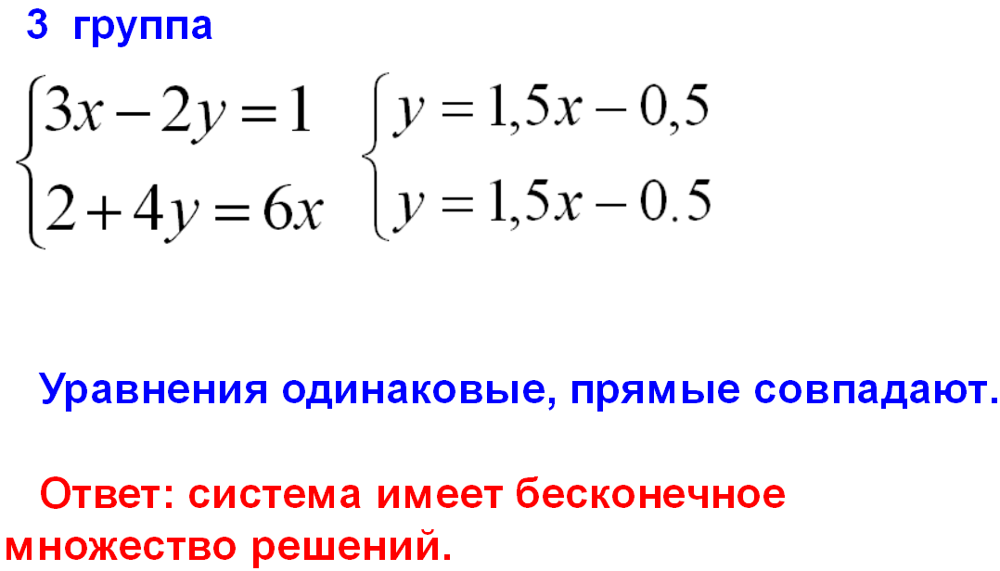 3 группа
3x − 2y = 1
2 + 4y = 6x
y = 1,5x − 0,5
y = 1,5x − 0.5
Уравнения одинаковые, прямые совпадают.
Ответ: система имеет бесконечное
множество решений.